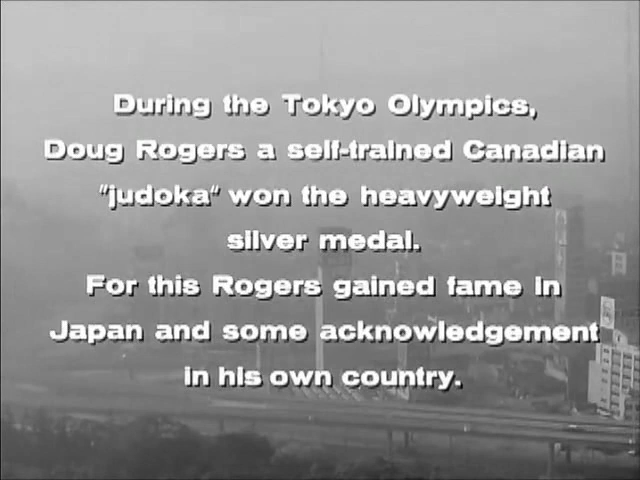 During the Tokyo Olympics,
Doug Rogers a self-trained Canadian
"judoka" won the heavyweight
silver medal.
For this Rogers gained fame in
Japan and some acknowledgement
in his own country.